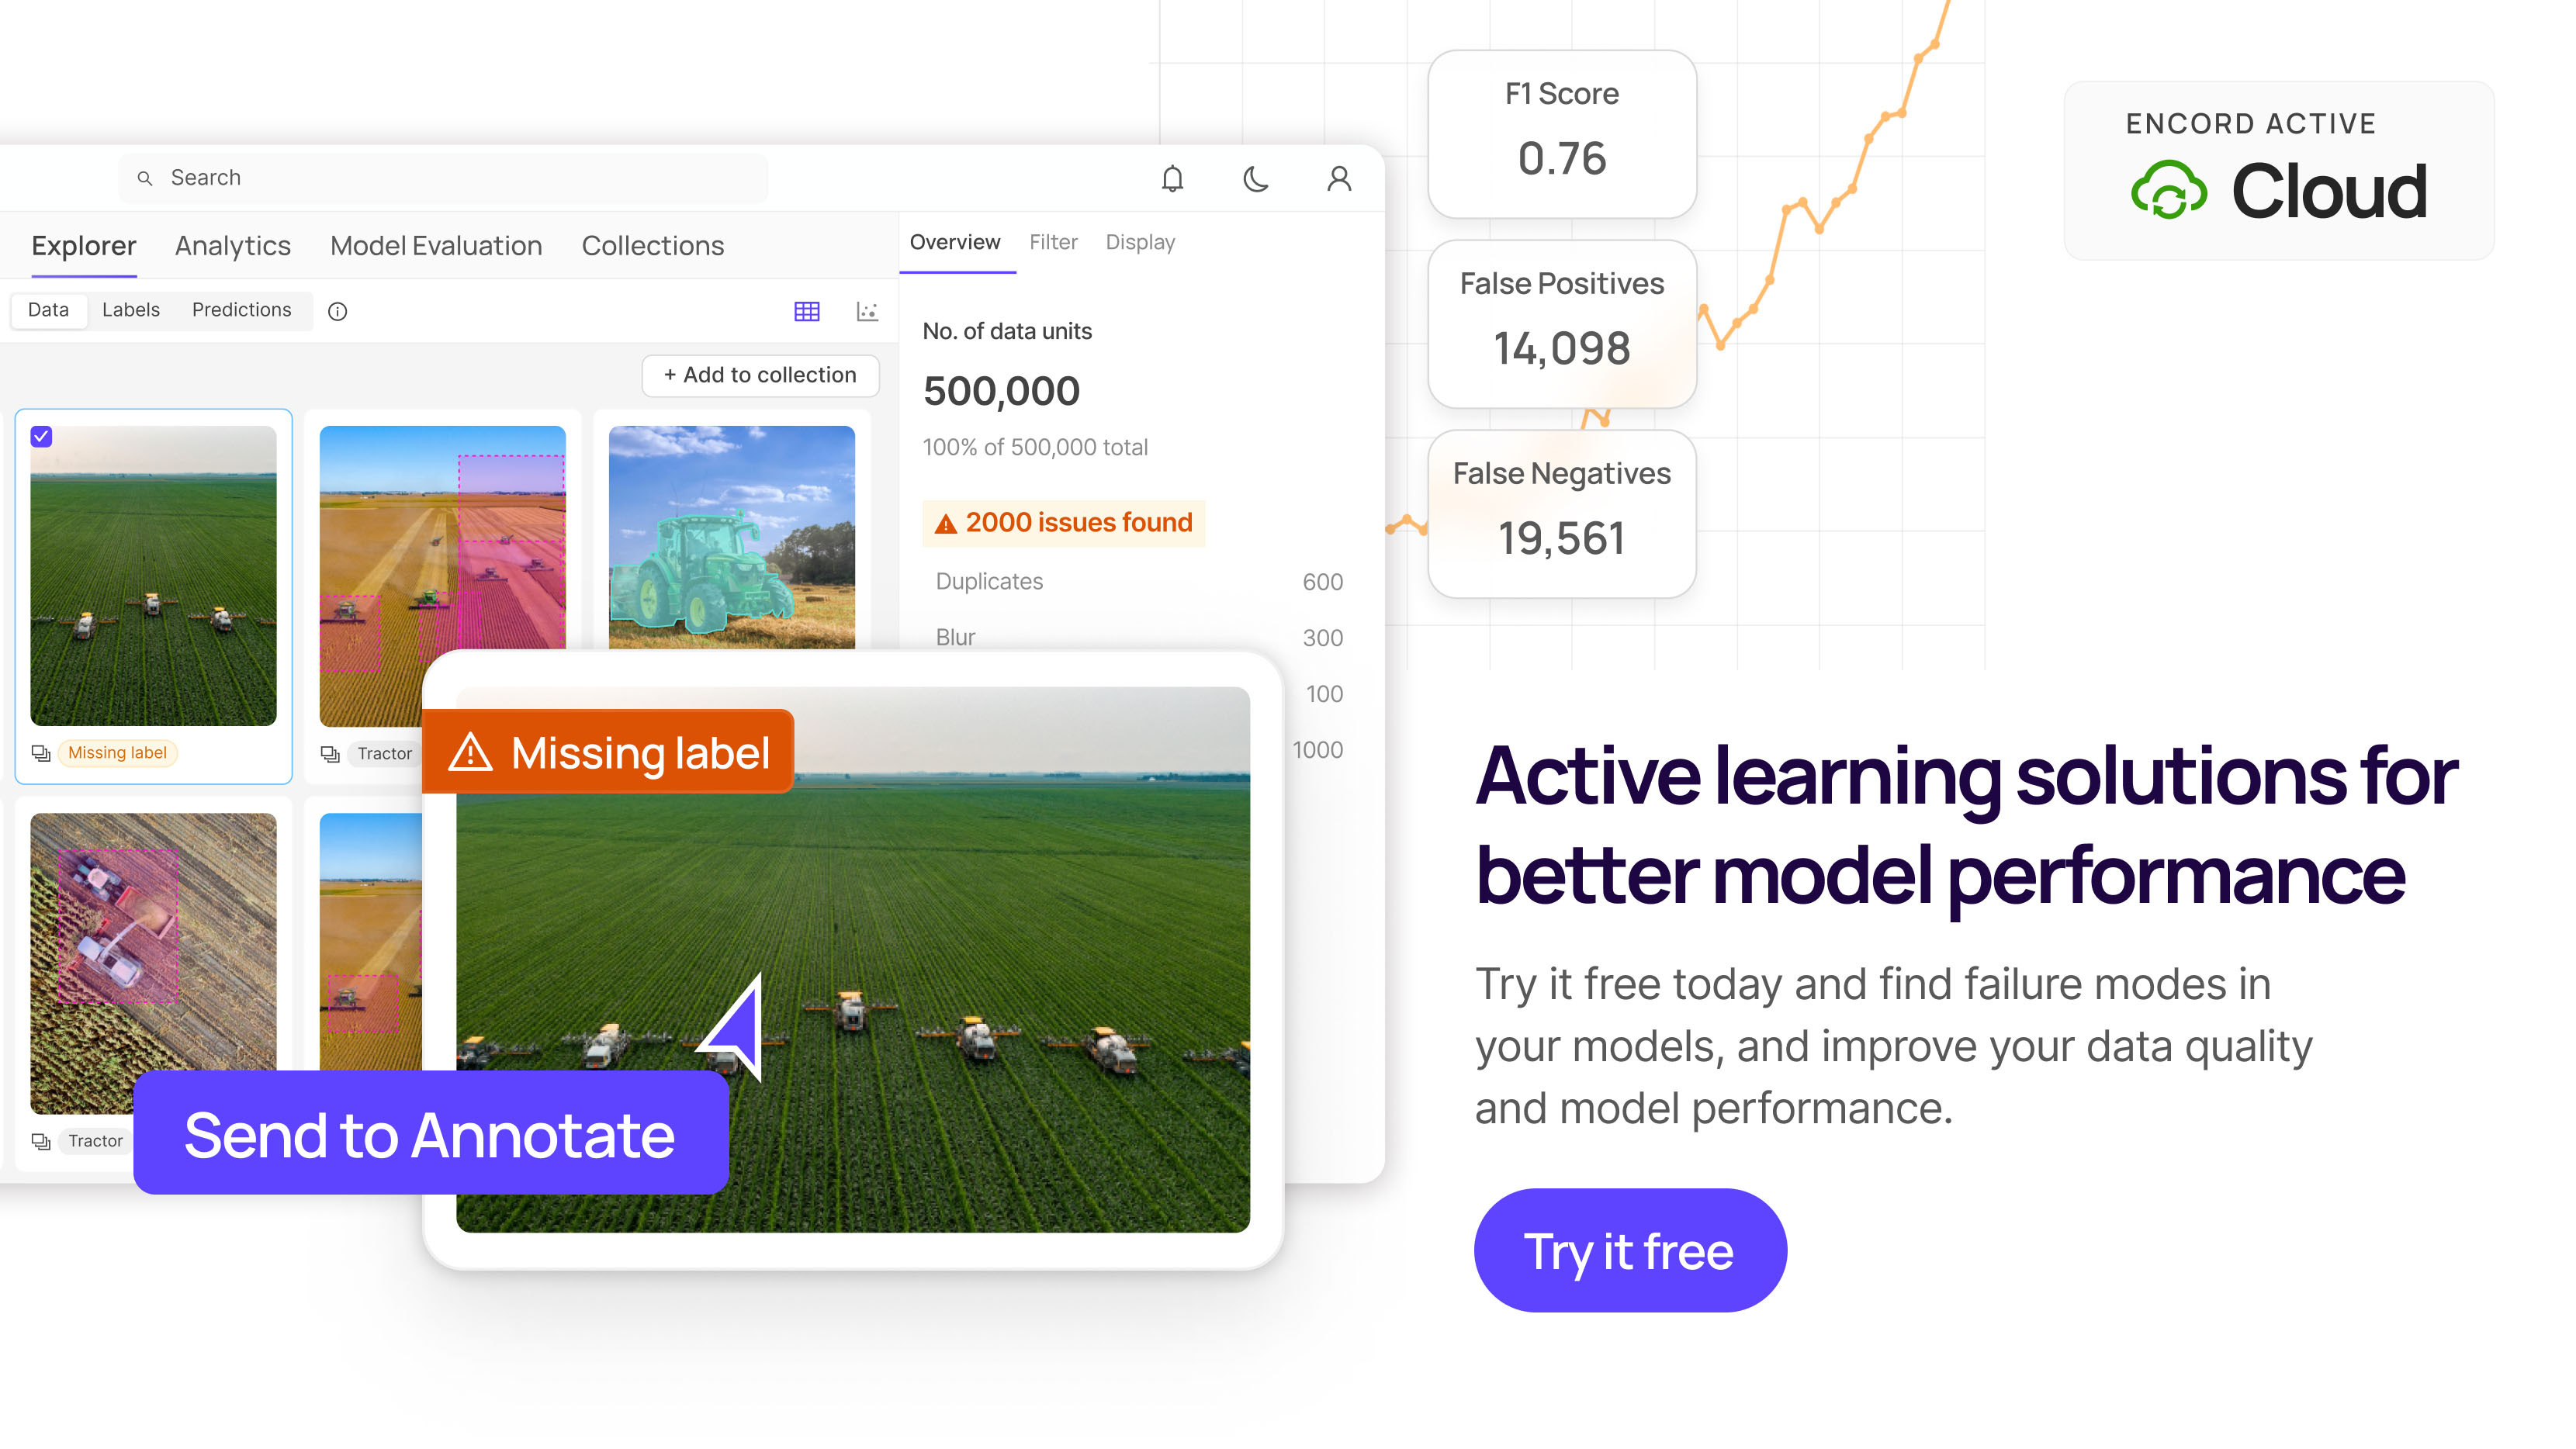 Search
Explorer
Analytics
Model Evaluation
Collections
Data
Labels
Predictions
+ Add to collection
Missing label
Tractor
Tractor
Overview
Filter
Display
No. of data units
500,000
100% of 500,000 total
2000 issues found
Duplicates 600
Blur 300
100
1000
Missing label
Send to Annotate
F1 Score
0.76
False Positives
14,098
False Negatives
19,561
ENCORD ACTIVE
Cloud
Active learning solutions for
better model performance
Try it free today and find failure modes in
your models, and improve your data quality
and model performance.
Try it free